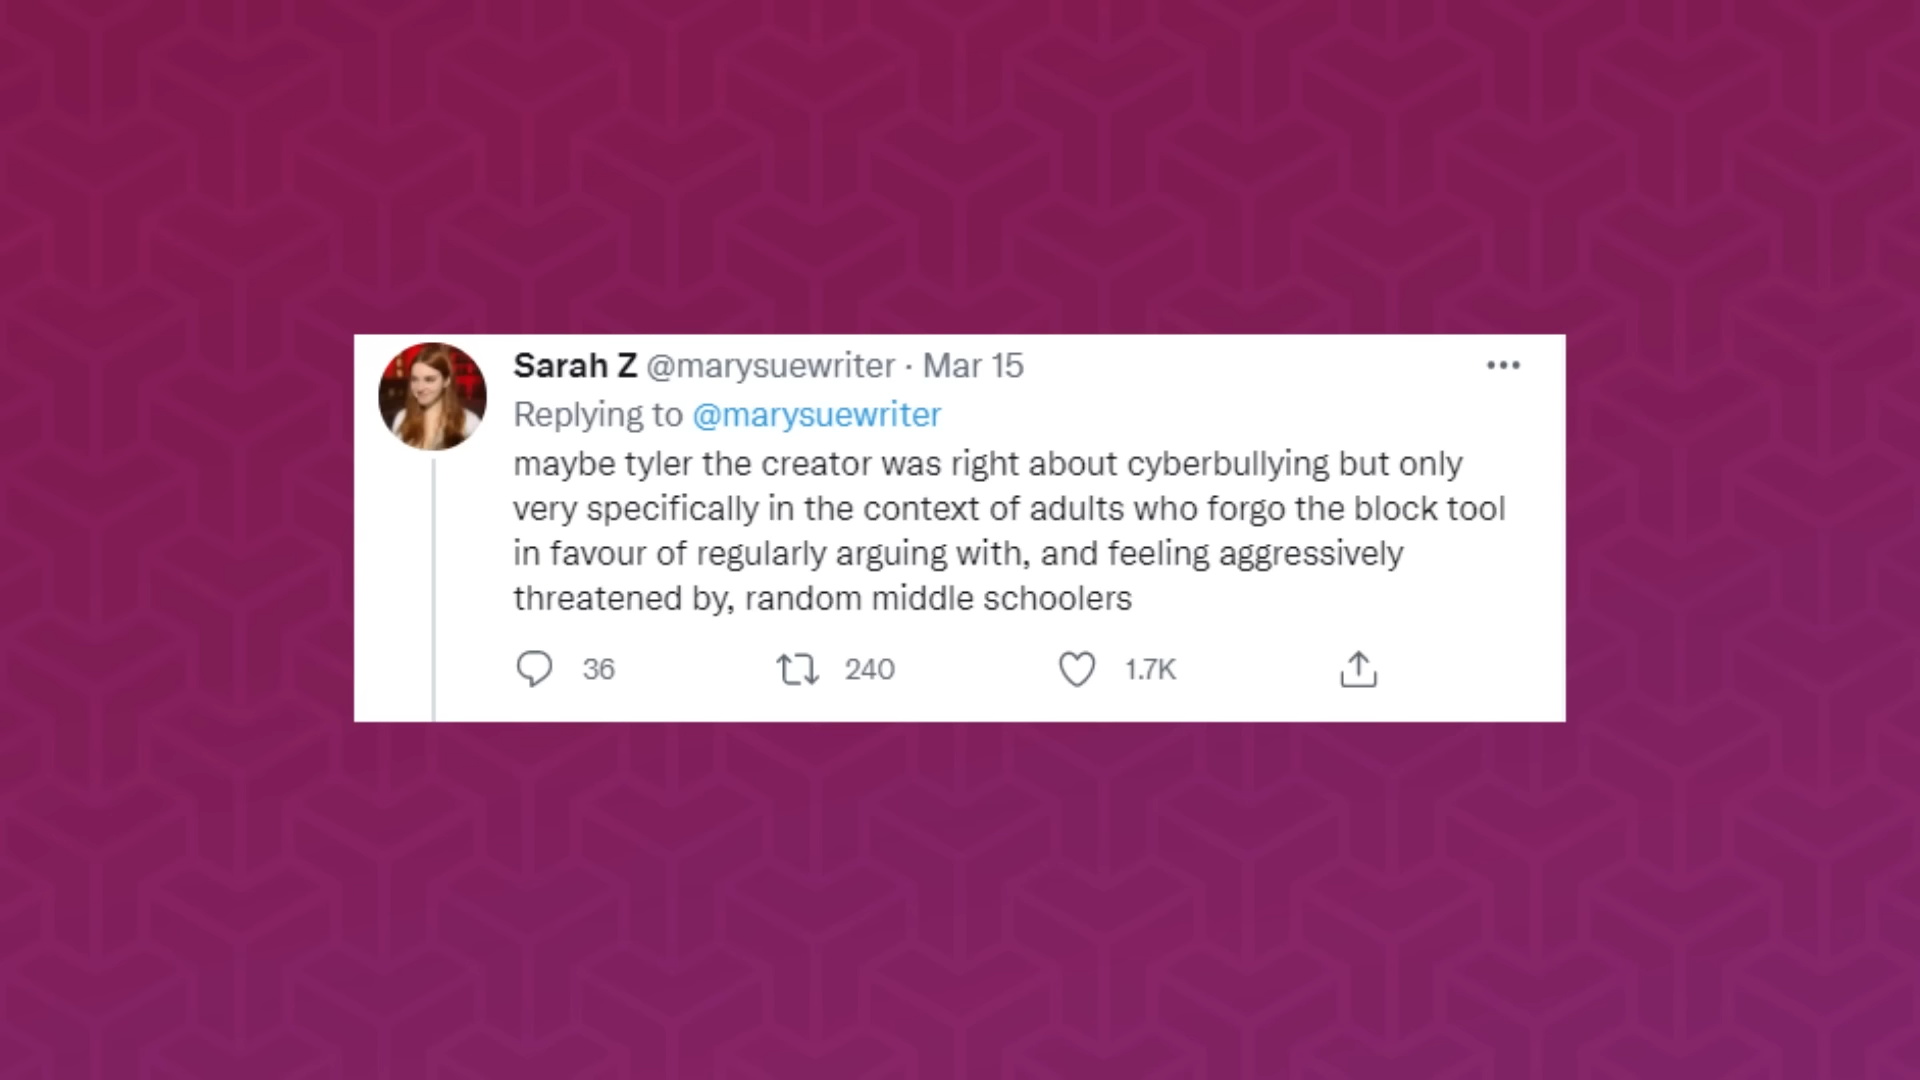 Sarah Z @marysuewriter · Mar 15
Replying to @marysuewriter
maybe tyler the creator was right about cyberbullying but only
very specifically in the context of adults who forgo the block tool
in favour of regularly arguing with, and feeling aggressively
threatened by, random middle schoolers
36 240 1.7K